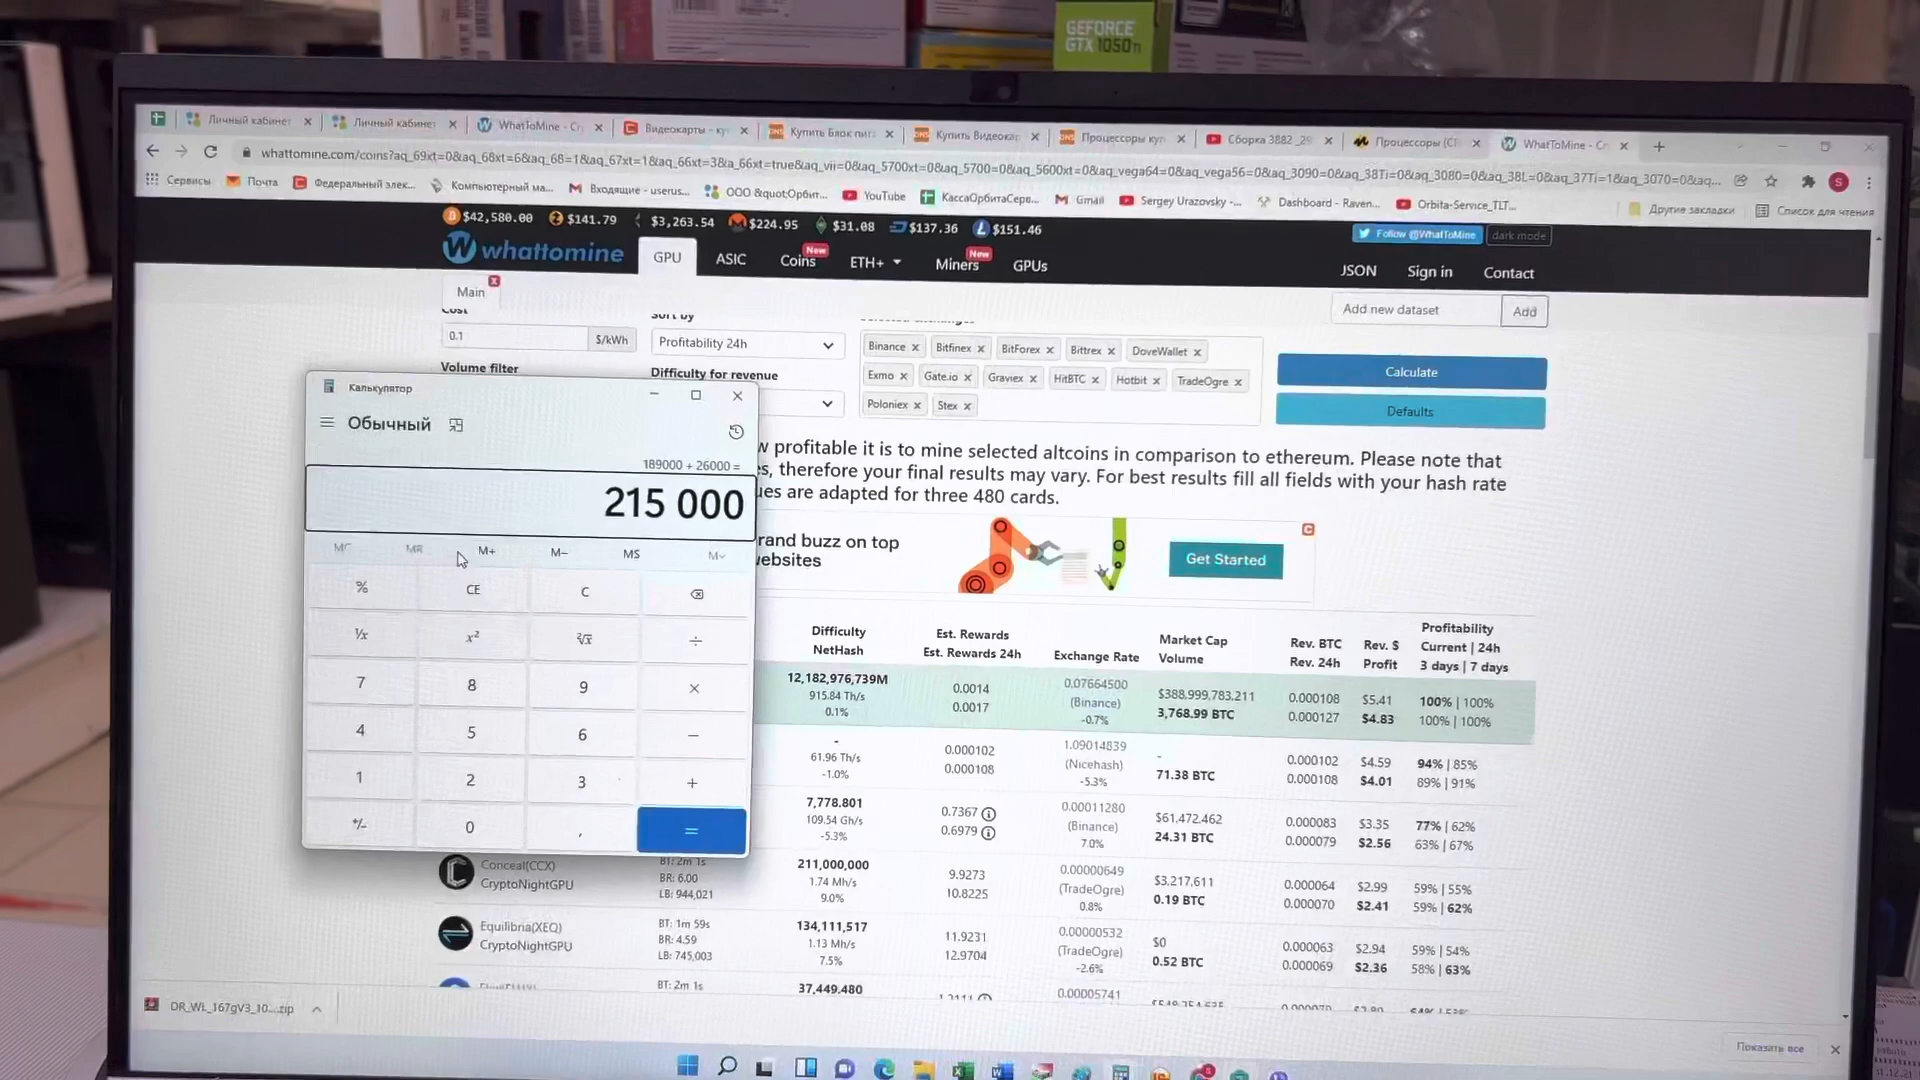 GEFORCE
GTX 1050 Ti
Личный кабинет
Личный кабинет
WhatToMine - Cr
Видеокарты - ку
Купить Блок пит
Купить Видеокар
Процессоры куп
Сборка 3882_29
Процессоры (CP
WhatToMine - Cr
whattomine.com/coins?aq_69xt=0&aq_68xt=6&aq_68=1&aq_67xt=1&aq_66xt=3&a_66xt=true&aq_vii=0&aq_5700xt=0&aq_5700=0&aq_5600xt=0&aq_vega64=0&aq_vega56=0&aq_3090=0&aq_38Ti=0&aq_3080=0&aq_38L=0&aq_37Ti=1&aq_3070=0&aq...
Сервисы
Почта
Федеральный элек...
Компьютерный ма...
Входящие - userus...
ООО &quotОрбит...
YouTube
КассаОрбитаСерв...
Gmail
Sergey Urazovsky -...
Dashboard - Raven...
Orbita-Service_TLT...
Другие закладки
Список для чтения
$42,580.00
$141.79
$3,263.54
$224.95
$31.08
$137.36
$151.46
Follow @WhatToMine
dark mode
whattomine
GPU
ASIC
Coins
New
ETH+
Miners
New
GPUs
JSON
Sign in
Contact
Main
Add new dataset
Add
Cost
0.1
$/kWh
Sort by
Profitability 24h
Volume filter
Difficulty for revenue
Binance
Bitfinex
BitForex
Bittrex
DoveWallet
Exmo
Gate.io
Graviex
HitBTC
Hotbit
TradeOgre
Poloniex
Stex
Calculate
Defaults
w profitable it is to mine selected altcoins in comparison to ethereum. Please note that
es, therefore your final results may vary. For best results fill all fields with your hash rate
ues are adapted for three 480 cards.
rand buzz on top
websites
Get Started
Калькулятор
Обычный
189000 + 26000 =
215 000
MC
MR
M+
M−
MS
M
%
CE
C
¹/x
x²
²√x
÷
7
8
9
×
4
5
6
−
1
2
3
+
+/-
0
,
=
Difficulty
NetHash
Est. Rewards
Est. Rewards 24h
Exchange Rate
Market Cap
Volume
Rev. BTC
Rev. 24h
Rev. $
Profit
Profitability
Current | 24h
3 days | 7 days
12,182,976,739M
915.84 Th/s
0.1%
0.0014
0.0017
0.07664500
(Binance)
-0.7%
$388,999,783,211
3,768.99 BTC
0.000108
0.000127
$5.41
$4.83
100% | 100%
100% | 100%
-
61.96 Th/s
-1.0%
0.000102
0.000108
1.09014839
(Nicehash)
-5.3%
-
71.38 BTC
0.000102
0.000108
$4.59
$4.01
94% | 85%
89% | 91%
7,778.801
109.54 Gh/s
-5.3%
0.7367
0.6979
0.00011280
(Binance)
7.0%
$61,472,462
24.31 BTC
0.000083
0.000079
$3.35
$2.56
77% | 62%
63% | 67%
Conceal(CCX)
CryptoNightGPU
BT: 2m 1s
BR: 6.00
LB: 944,021
211,000,000
1.74 Mh/s
9.0%
9.9273
10.8225
0.00000649
(TradeOgre)
0.8%
$3,217,611
0.19 BTC
0.000064
0.000070
$2.99
$2.41
59% | 55%
59% | 62%
Equilibria(XEQ)
CryptoNightGPU
BT: 1m 59s
BR: 4.59
LB: 745,003
134,111,517
1.13 Mh/s
7.5%
11.9231
12.9704
0.00000532
(TradeOgre)
-2.6%
$0
0.52 BTC
0.000063
0.000069
$2.94
$2.36
59% | 54%
58% | 63%
BT: 2m 1s
37,449.480
0.00005741
DR_WL_167gV3_10....zip
Показать все